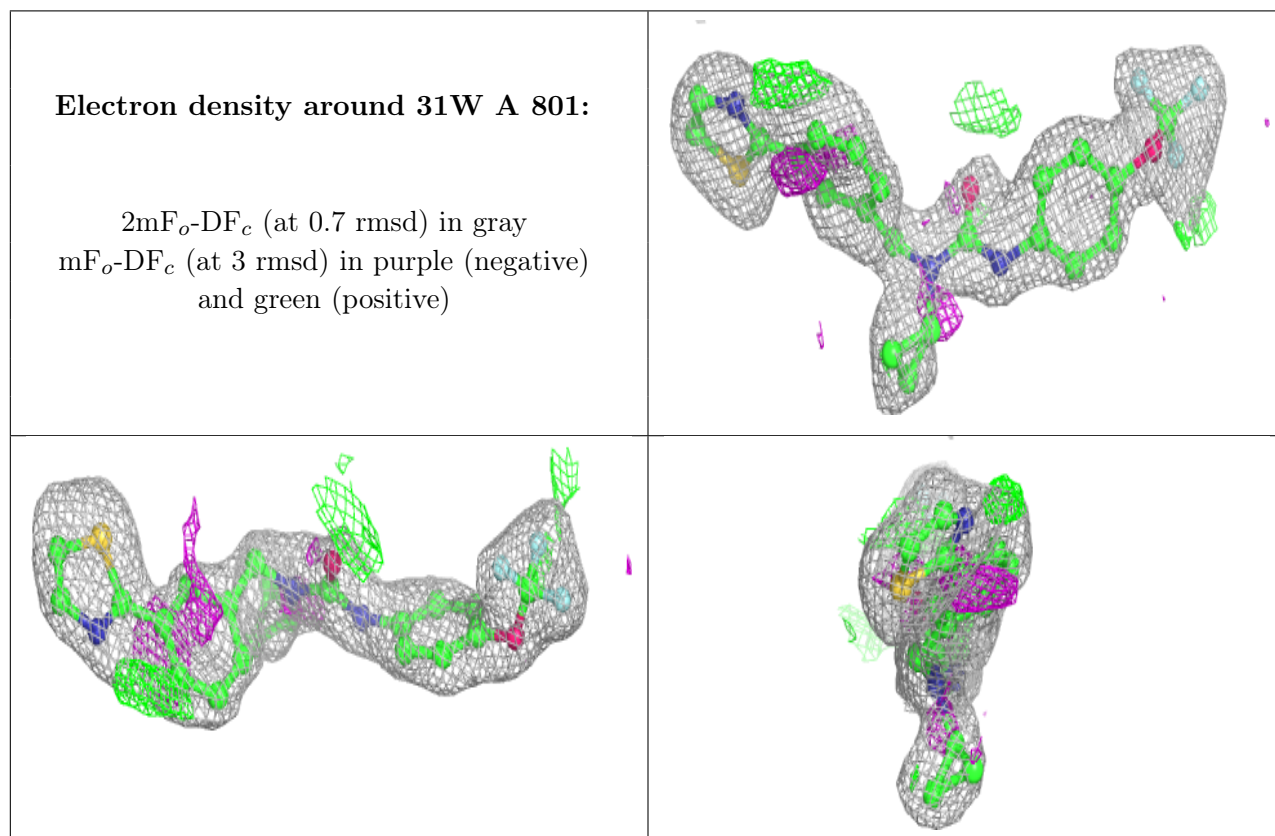 Electron density around 31W A 801:
2mFo-DFc (at 0.7 rmsd) in gray
mFo-DFc (at 3 rmsd) in purple (negative)
and green (positive)